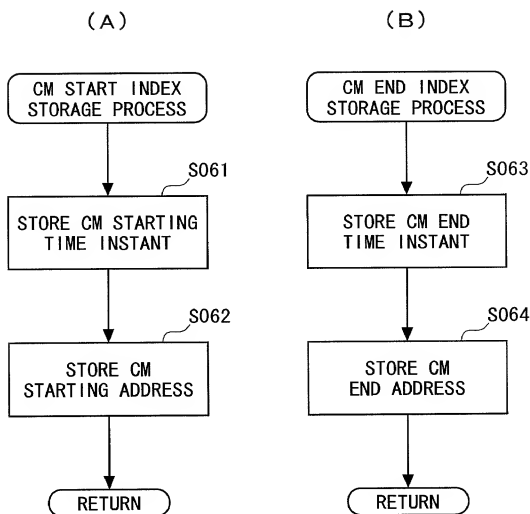 (A)
CM START INDEX
STORAGE PROCESS
S061
STORE CM STARTING
TIME INSTANT
S062
STORE CM
STARTING ADDRESS
RETURN
(B)
CM END INDEX
STORAGE PROCESS
S063
STORE CM END
TIME INSTANT
S064
STORE CM
END ADDRESS
RETURN